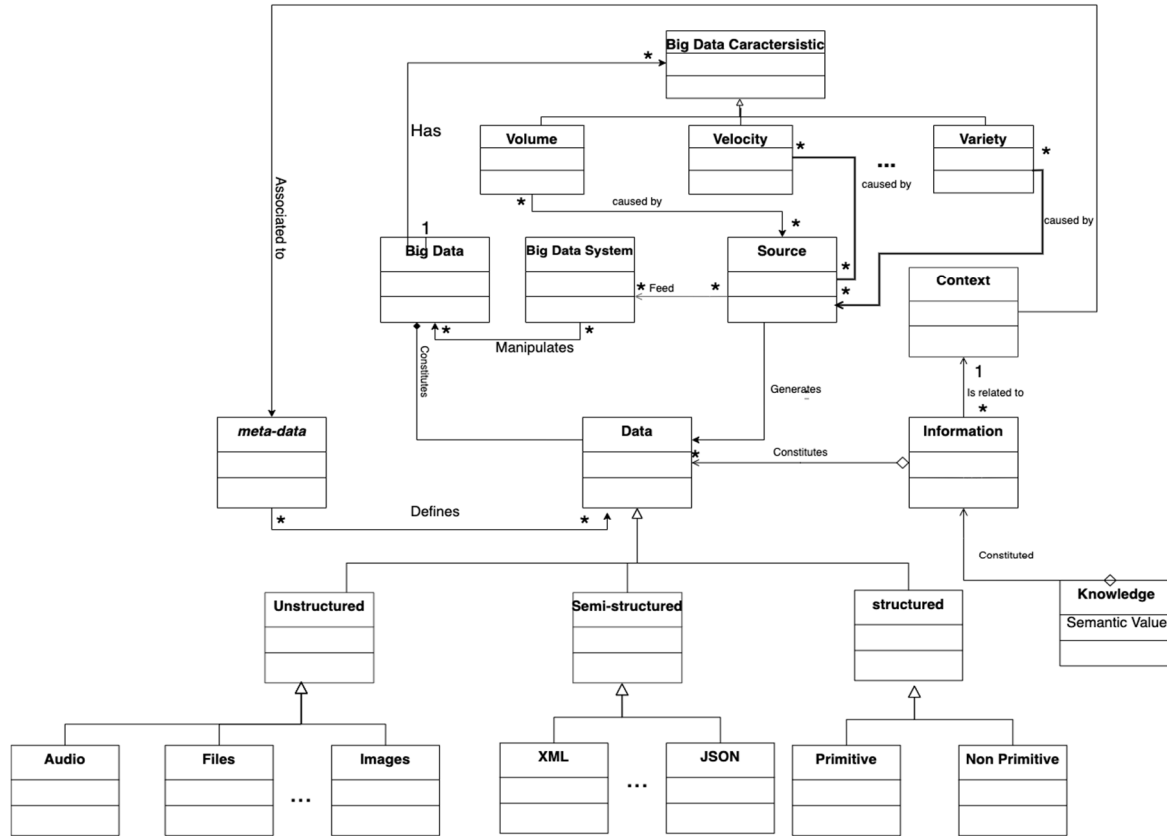 Big Data Caractersistic
*
Has
Volume
Velocity
Variety
*
...
*
caused by
caused by
caused by
*
*
Associated to
1
Big Data
Big Data System
Source
*
*
Context
*
Feed
*
*
*
Manipulates
Constitutes
Generates
1
Is related to
*
meta-data
Data
Information
*
Constitutes
*
Defines
*
Constituted
Unstructured
Semi-structured
structured
Knowledge
Semantic Value
Audio
Files
...
Images
XML
...
JSON
Primitive
Non Primitive